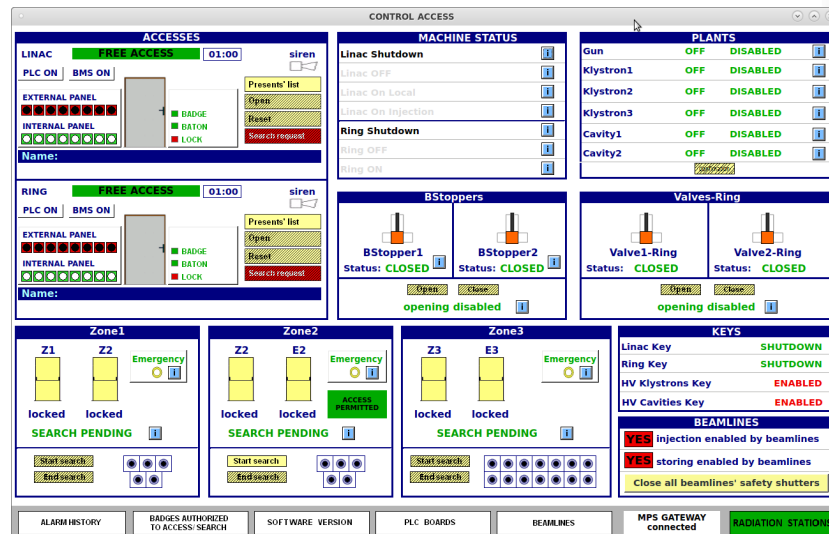 CONTROL ACCESS
ACCESSES
LINAC FREE ACCESS 01:00 siren
PLC ON BMS ON
Presents' list
EXTERNAL PANEL
Open
BADGE
Reset
INTERNAL PANEL
BATON
LOCK
Search request
Name:
RING FREE ACCESS 01:00 siren
PLC ON BMS ON
Presents' list
EXTERNAL PANEL
Open
BADGE
Reset
INTERNAL PANEL
BATON
LOCK
Search request
Name:
MACHINE STATUS
Linac Shutdown i
Linac OFF i
Linac On Local i
Linac On Injection i
Ring Shutdown i
Ring OFF i
Ring ON i
PLANTS
Gun OFF DISABLED i
Klystron1 OFF DISABLED i
Klystron2 OFF DISABLED i
Klystron3 OFF DISABLED i
Cavity1 OFF DISABLED i
Cavity2 OFF DISABLED i
BStoppers
BStopper1 BStopper2
Status: CLOSED i Status: CLOSED i
Open Close
opening disabled i
Valves-Ring
Valve1-Ring Valve2-Ring
Status: CLOSED Status: CLOSED
Open Close
opening disabled i
Zone1
Z1 Z2
Emergency
i
locked locked
SEARCH PENDING i
Start search
End search
Zone2
Z2 E2
Emergency
i
ACCESS
PERMITTED
locked locked
SEARCH PENDING i
Start search
End search
Zone3
Z3 E3
Emergency
i
locked locked
SEARCH PENDING i
Start search
End search
KEYS
Linac Key SHUTDOWN
Ring Key SHUTDOWN
HV Klystrons Key ENABLED
HV Cavities Key ENABLED
BEAMLINES
YES injection enabled by beamlines
YES storing enabled by beamlines
Close all beamlines' safety shutters
ALARM HISTORY
BADGES AUTHORIZED
TO ACCESS/SEARCH
SOFTWARE VERSION
PLC BOARDS
BEAMLINES
MPS GATEWAY
connected
RADIATION STATIONS